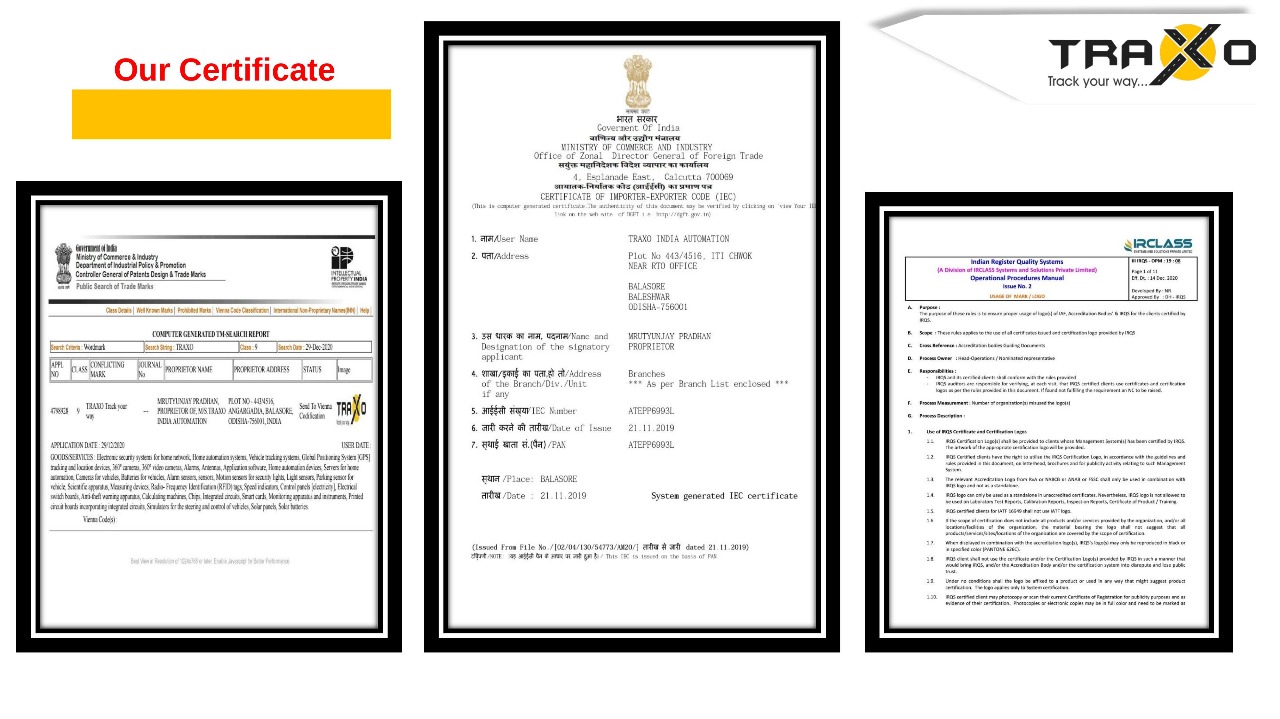 Our Certificate
TRAXO
Track your way...
Government of India
Ministry of Commerce & Industry
Department of Industrial Policy & Promotion
Controller General of Patents Design & Trade Marks
Public Search of Trade Marks
INTELLECTUAL
PROPERTY INDIA
Class Details | Well Known Marks | Prohibited Marks | Vienna Code Classification | International Non-Proprietary Names(INN) | Help
COMPUTER GENERATED TM-SEARCH REPORT
Search Criteria : Wordmark Search String : TRAXO Class : 9 Search Date : 29-Dec-2020
APPL NO CLASS CONFLICTING MARK JOURNAL No PROPRIETOR NAME PROPRIETOR ADDRESS STATUS Image
4798928 9 TRAXO Track your way --- MRUTYUNJAY PRADHAN, PROPRIETOR OF, M/S.TRAXO INDIA AUTOMATION PLOT NO - 443/4516, ANGARGADIA, BALASORE, ODISHA-756001, INDIA Send To Vienna Codification TRAXO
APPLICATION DATE : 29/12/2020 USER DATE :
GOODS/SERVICES : Electronic security systems for home network, Home automation systems, Vehicle tracking systems, Global Positioning System [GPS]
tracking and location devices, 360° cameras, 360° video cameras, Alarms, Antennas, Application software, Home automation devices, Servers for home
automation, Cameras for vehicles, Batteries for vehicles, Alarm sensors, sensors, Motion sensors for security lights, Light sensors, Parking sensor for
vehicle, Scientific apparatus, Measuring devices, Radio- Frequency Identification (RFID) tags, Speed indicators, Control panels [electricity], Electrical
switch boards, Anti-theft warning apparatus, Calculating machines, Chips, Integrated circuits, Smart cards, Monitoring apparatus and instruments, Printed
circuit boards incorporating integrated circuits, Simulators for the steering and control of vehicles, Solar panels, Solar batteries.
Vienna Code(s) :
भारत सरकार
Goverment Of India
वाणिज्य और उद्योग मंत्रालय
MINISTRY OF COMMERCE AND INDUSTRY
Office of Zonal Director General of Foreign Trade
सयुंक्त महानिदेशक विदेश व्यापार का कार्यालय
4, Esplanade East, Calcutta 700069
आयातक-निर्यातक कोड (आईईसी) का प्रमाण पत्र
CERTIFICATE OF IMPORTER-EXPORTER CODE (IEC)
(This is computer generated certificate.The authenticity of this document may be verified by clicking on 'view Your IE
link on the web site of DGFT i.e http://dgft.gov.in)
1. नाम/User Name TRAXO INDIA AUTOMATION
2. पता/Address Plot No 443/4516, ITI CHWOK
NEAR RTO OFFICE
BALASORE
BALESHWAR
ODISHA-756001
3. उस धारक का नाम, पदनाम/Name and MRUTYUNJAY PRADHAN
Designation of the signatory PROPRIETOR
applicant
4. शाखा/इकाई का पता,हो तो/Address Branches
of the Branch/Div./Unit *** As per Branch List enclosed ***
if any
5. आईईसी संख्या/IEC Number ATEPP6993L
6. जारी करने की तारीख/Date of Issue 21.11.2019
7. स्थाई खाता सं.(पैन)/PAN ATEPP6993L
स्थान /Place: BALASORE
तारीख /Date : 21.11.2019 System generated IEC certificate
(Issued From File No./[02/04/130/54773/AM20/] तारीख से जारी dated 21.11.2019)
/ This IEC is issued on the basis of PAN
IRCLASS
SYSTEMS AND SOLUTIONS PRIVATE LIMITED
Indian Register Quality Systems
(A Division of IRCLASS Systems and Solutions Private Limited)
Operational Procedures Manual
Issue No. 2
USAGE OF MARK / LOGO
III IRQS - OPM : 19 : 08
Page 1 of 11
Eff. Dt. : 14 Dec. 2020
Developed By : NR
Approved By : DH - IRQS
A. Purpose :
The purpose of these rules is to ensure proper usage of logo(s) of IAF, Accreditation Bodies' & IRQS for the clients certified by
IRQS.
B. Scope : These rules applies to the use of all certificates issued and certification logo provided by IRQS
C. Cross Reference : Accreditation bodies Guiding Documents
D. Process Owner : Head-Operations / Nominated representative
E. Responsibilities :
- IRQS and its certified clients shall conform with the rules provided
- IRQS auditors are responsible for verifying, at each visit, that IRQS certified clients use certificates and certification
logos as per the rules provided in this document. If found not fulfilling the requirement an NC to be raised.
F. Process Measurement : Number of organization(s) misused the logo(s)
G. Process Description :
1. Use of IRQS Certificate and Certification Logos
1.1. IRQS Certification Logo(s) shall be provided to clients whose Management System(s) has been certified by IRQS.
The artwork of the appropriate certification logo(s) will be provided.
1.2. IRQS Certified clients have the right to utilise the IRQS Certification Logo, in accordance with the guidelines and
rules provided in this document, on letterhead, brochures and for publicity activity relating to such Management
System.
1.3. The relevant Accreditation Logo from RvA or NABCB or ANAB or FSSC shall only be used in combination with
IRQS logo and not as a standalone.
1.4. IRQS logo can only be used as a standalone in unaccredited certificates. Nevertheless, IRQS logo is not allowed to
be used on Laboratory Test Reports, Calibration Reports, Inspection Reports, Certificate of Product / Training.
1.5. IRQS certified clients for IATF 16949 shall not use IATF logo.
1.6. If the scope of certification does not include all products and/or services provided by the organization, and/or all
locations/facilities of the organization, the material bearing the logo shall not suggest that all
products/services/sites/locations of the organization are covered by the scope of certification.
1.7. When displayed in combination with the accreditation logo(s), IRQS's logo(s) may only be reproduced in black or
in specified color (PANTONE 626C).
1.8. IRQS client shall not use the certificate and/or the Certification Logo(s) provided by IRQS in such a manner that
would bring IRQS, and/or the Accreditation Body and/or the certification system into disrepute and lose public
trust.
1.9. Under no conditions shall the logo be affixed to a product or used in any way that might suggest product
certification. The logo applies only to System certification.
1.10. IRQS certified client may photocopy or scan their current Certificate of Registration for publicity purposes and as
evidence of their certification. Photocopies or electronic copies may be in full color and need to be marked as